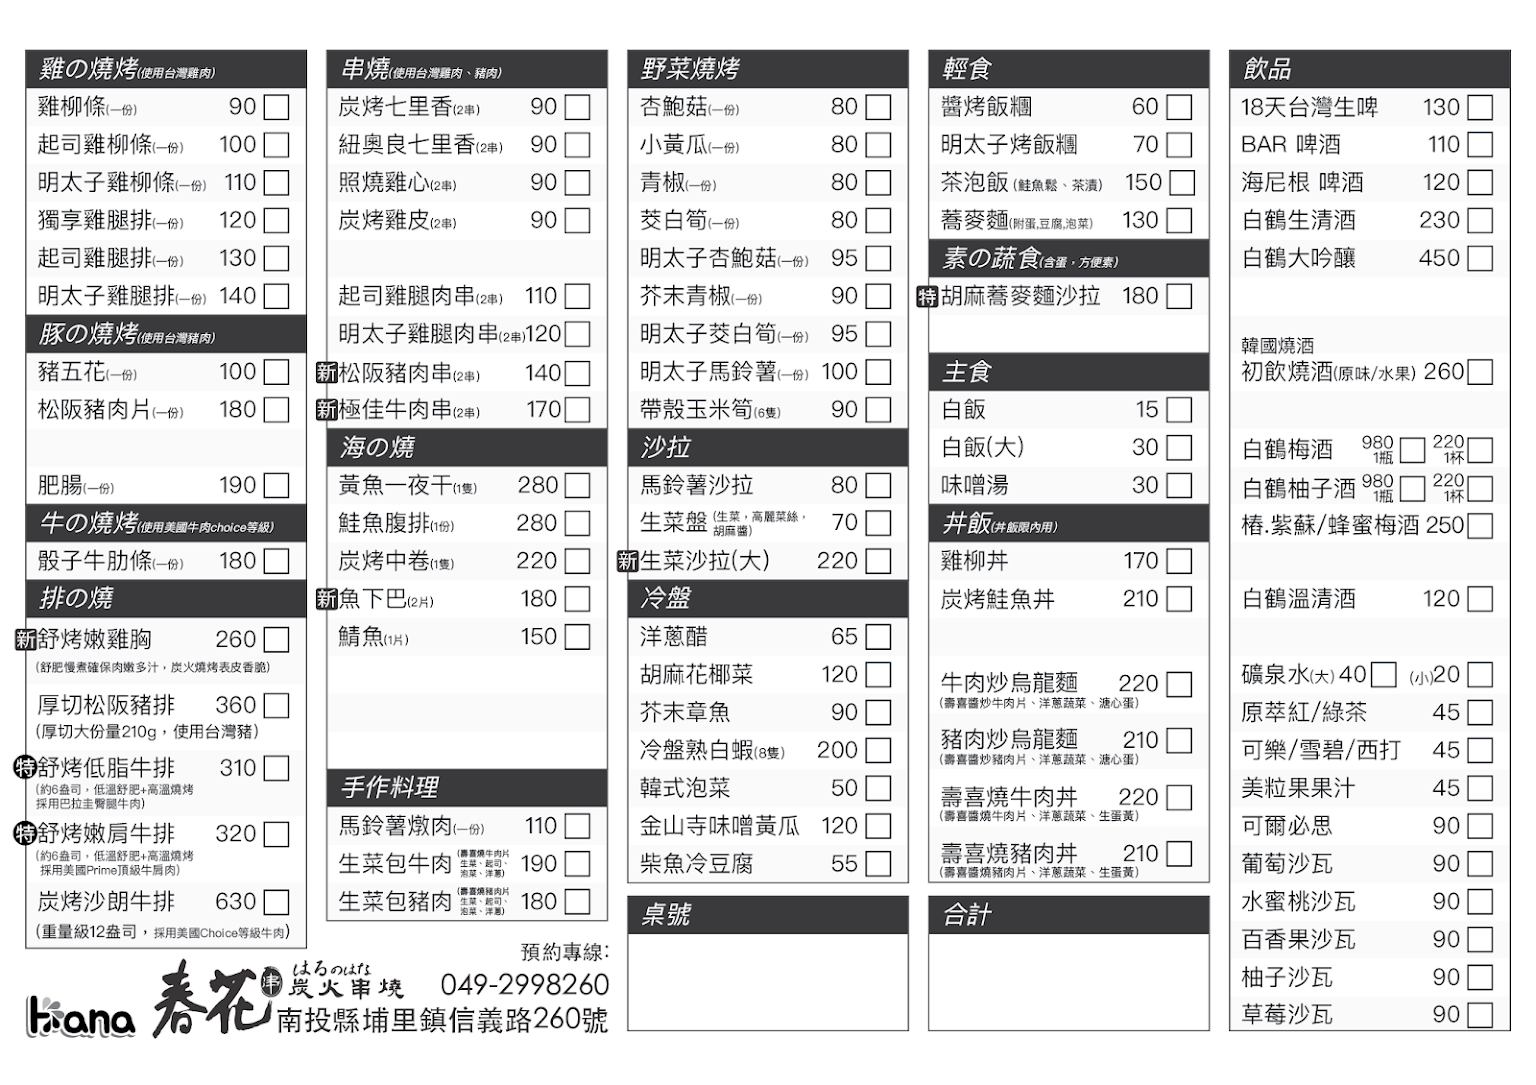 雞の燒烤(使用台灣雞肉)
雞柳條(一份) 90
起司雞柳條(一份) 100
明太子雞柳條(一份) 110
獨享雞腿排(一份) 120
起司雞腿排(一份) 130
明太子雞腿排(一份) 140
豚の燒烤(使用台灣豬肉)
豬五花(一份) 100
松阪豬肉片(一份) 180
肥腸(一份) 190
牛の燒烤(使用美國牛肉choice等級)
骰子牛肋條(一份) 180
排の燒
新 舒烤嫩雞胸 260
(舒肥慢煮確保肉嫩多汁，炭火燒烤表皮香脆)
厚切松阪豬排 360
(厚切大份量210g，使用台灣豬)
特 舒烤低脂牛排 310
(約6盎司，低溫舒肥+高溫燒烤
採用巴拉圭臀腿牛肉)
特 舒烤嫩肩牛排 320
(約6盎司，低溫舒肥+高溫燒烤
採用美國Prime頂級牛肩肉)
炭烤沙朗牛排 630
(重量級12盎司，採用美國Choice等級牛肉)
串燒(使用台灣雞肉、豬肉)
炭烤七里香(2串) 90
紐奧良七里香(2串) 90
照燒雞心(2串) 90
炭烤雞皮(2串) 90
起司雞腿肉串(2串) 110
明太子雞腿肉串(2串) 120
新 松阪豬肉串(2串) 140
新 極佳牛肉串(2串) 170
海の燒
黃魚一夜干(1隻) 280
鮭魚腹排(1份) 280
炭烤中卷(1隻) 220
新 魚下巴(2片) 180
鯖魚(1片) 150
手作料理
馬鈴薯燉肉(一份) 110
生菜包牛肉 (壽喜燒牛肉片
生菜、起司、
泡菜、洋蔥) 190
生菜包豬肉 (壽喜燒豬肉片
生菜、起司、
泡菜、洋蔥) 180
野菜燒烤
杏鮑菇(一份) 80
小黃瓜(一份) 80
青椒(一份) 80
茭白筍(一份) 80
明太子杏鮑菇(一份) 95
芥末青椒(一份) 90
明太子茭白筍(一份) 95
明太子馬鈴薯(一份) 100
帶殼玉米筍(6隻) 90
沙拉
馬鈴薯沙拉 80
生菜盤 (生菜，高麗菜絲，
胡麻醬) 70
新 生菜沙拉(大) 220
冷盤
洋蔥醋 65
胡麻花椰菜 120
芥末章魚 90
冷盤熟白蝦(8隻) 200
韓式泡菜 50
金山寺味噌黃瓜 120
柴魚冷豆腐 55
桌號
輕食
醬烤飯糰 60
明太子烤飯糰 70
茶泡飯 (鮭魚鬆、茶漬) 150
蕎麥麵(附蛋,豆腐,泡菜) 130
素の蔬食(含蛋，方便素)
特 胡麻蕎麥麵沙拉 180
主食
白飯 15
白飯(大) 30
味噌湯 30
丼飯(丼飯限內用)
雞柳丼 170
炭烤鮭魚丼 210
牛肉炒烏龍麵 220
(壽喜醬炒牛肉片、洋蔥蔬菜、溏心蛋)
豬肉炒烏龍麵 210
(壽喜醬炒豬肉片、洋蔥蔬菜、溏心蛋)
壽喜燒牛肉丼 220
(壽喜醬燒牛肉片、洋蔥蔬菜、生蛋黃)
壽喜燒豬肉丼 210
(壽喜醬燒豬肉片、洋蔥蔬菜、生蛋黃)
合計
飲品
18天台灣生啤 130
BAR 啤酒 110
海尼根 啤酒 120
白鶴生清酒 230
白鶴大吟釀 450
韓國燒酒
初飲燒酒(原味/水果) 260
白鶴梅酒 980 1瓶 220 1杯
白鶴柚子酒 980 1瓶 220 1杯
椿.紫蘇/蜂蜜梅酒 250
白鶴溫清酒 120
礦泉水(大) 40 (小) 20
原萃紅/綠茶 45
可樂/雪碧/西打 45
美粒果果汁 45
可爾必思 90
葡萄沙瓦 90
水蜜桃沙瓦 90
百香果沙瓦 90
柚子沙瓦 90
草莓沙瓦 90
預約專線:
hana 春花 串 はるのはな
炭火串燒 049-2998260
南投縣埔里鎮信義路260號